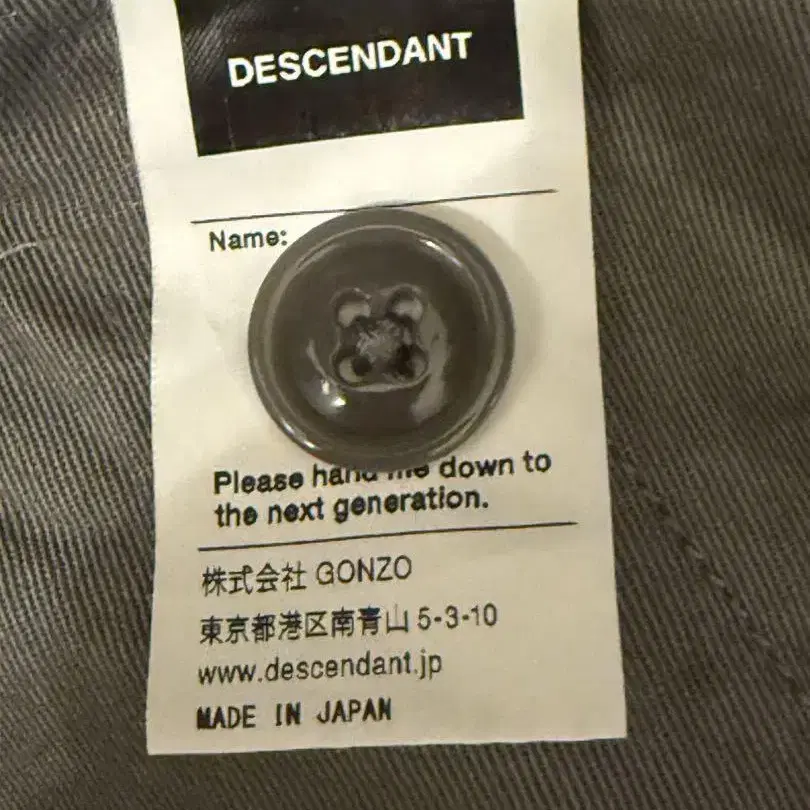 DESCENDANT
Name:
Please hand me down to
the next generation.
株式会社 GONZO
東京都港区南青山 5-3-10
www.descendant.jp
MADE IN JAPAN